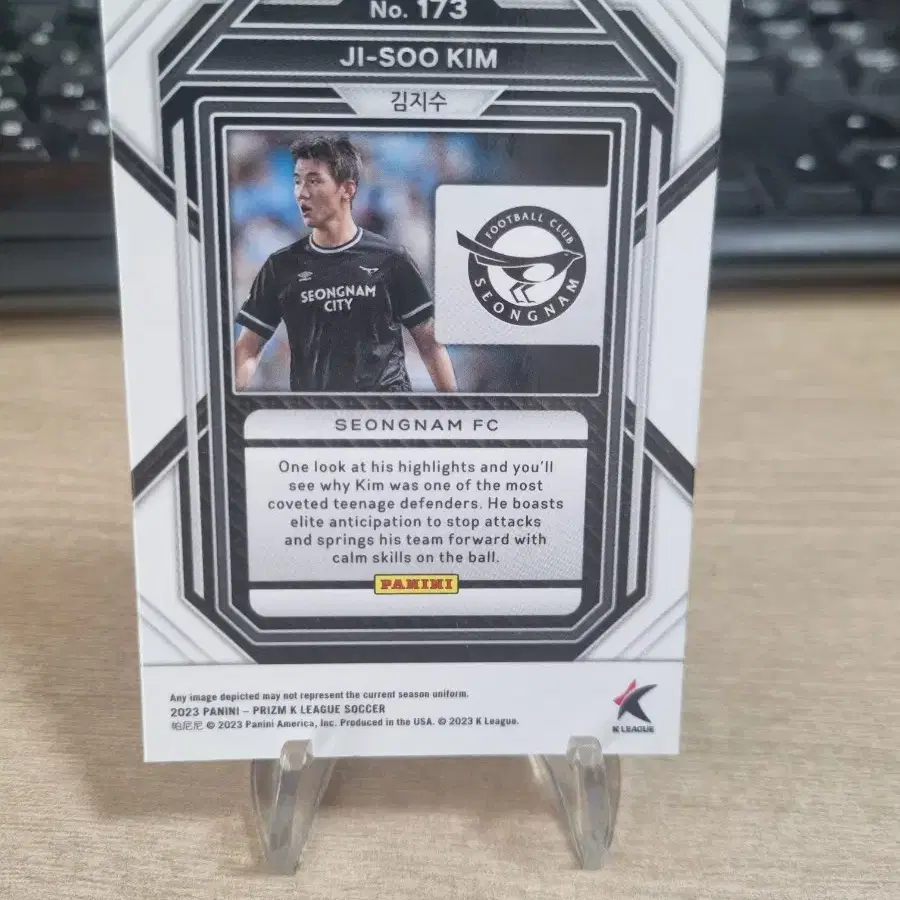 No. 173
JI-SOO KIM
김지수
FOOTBALL CLUB
SEONGNAM
SEONGNAM
CITY
SEONGNAM FC
One look at his highlights and you'll
see why Kim was one of the most
coveted teenage defenders. He boasts
elite anticipation to stop attacks
and springs his team forward with
calm skills on the ball.
PANINI
Any image depicted may not represent the current season uniform.
2023 PANINI – PRIZM K LEAGUE SOCCER
帕尼尼 © 2023 Panini America, Inc. Produced in the USA. © 2023 K League.
K LEAGUE